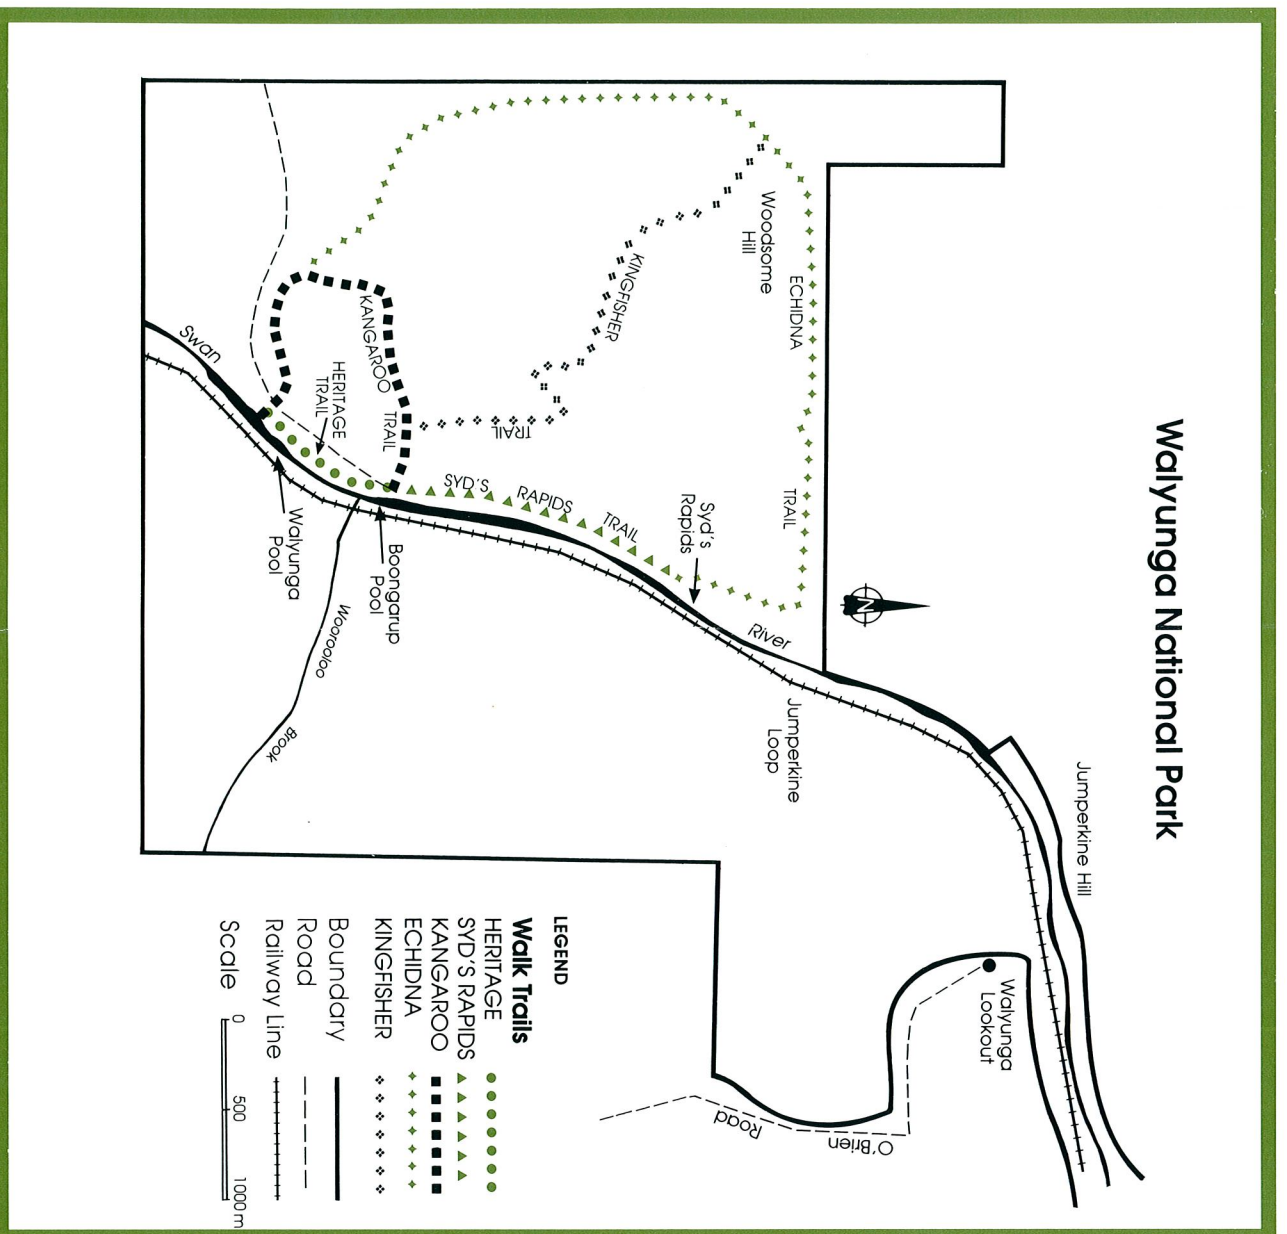 Walyunga National Park
Jumperkine Hill
Walyunga
Lookout
N
Woodsome
Hill
ECHIDNA
TRAIL
KINGFISHER
TRAIL
Syd's
Rapids
River
Jumperkine
Loop
KANGAROO
TRAIL
SYD'S
RAPIDS
TRAIL
HERITAGE
TRAIL
Boongarup
Pool
Walyunga
Pool
Swan
Woorooloo
Brook
O'Brien
Road
LEGEND
Walk Trails
HERITAGE
SYD'S RAPIDS
KANGAROO
ECHIDNA
KINGFISHER
Boundary
Road
Railway Line
Scale
0 500 1000 m